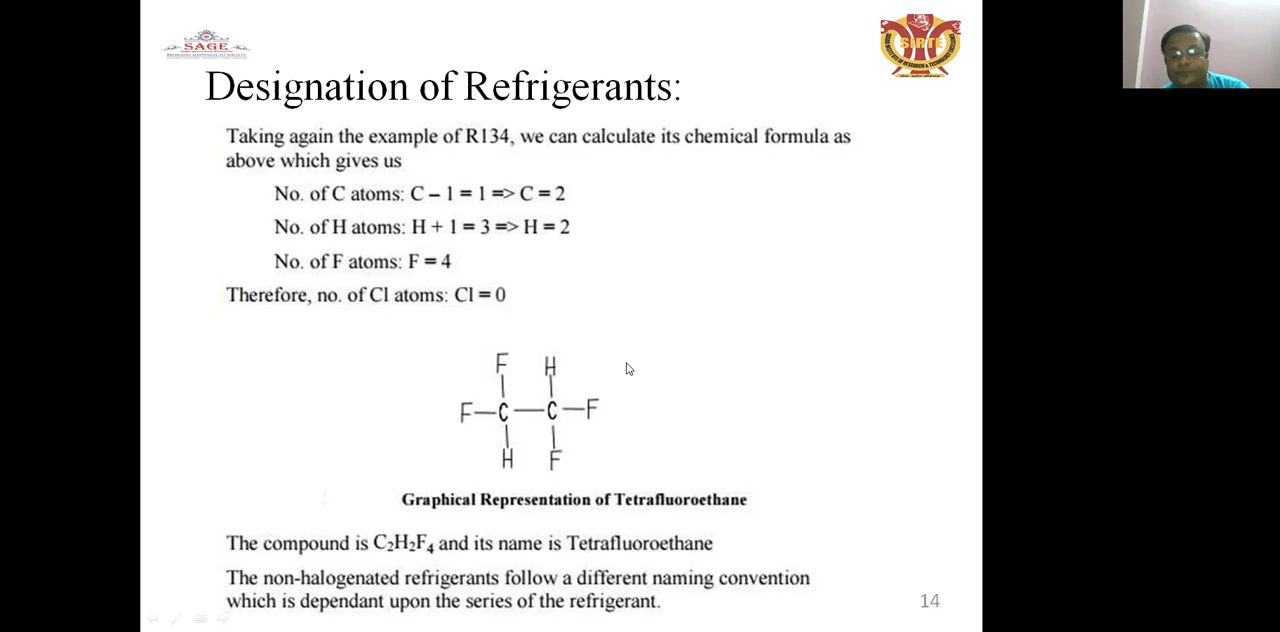 SAGE
SIRTE
Designation of Refrigerants:
Taking again the example of R134, we can calculate its chemical formula as
above which gives us
No. of C atoms: C – 1 = 1 => C = 2
No. of H atoms: H + 1 = 3 => H = 2
No. of F atoms: F = 4
Therefore, no. of Cl atoms: Cl = 0
F H
F—C—C—F
H F
Graphical Representation of Tetrafluoroethane
The compound is C₂H₂F₄ and its name is Tetrafluoroethane
The non-halogenated refrigerants follow a different naming convention
which is dependant upon the series of the refrigerant.
14